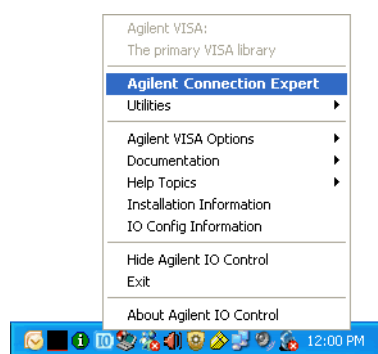 Agilent VISA:
The primary VISA library
Agilent Connection Expert
Utilities
Agilent VISA Options
Documentation
Help Topics
Installation Information
IO Config Information
Hide Agilent IO Control
Exit
About Agilent IO Control
IO 12:00 PM